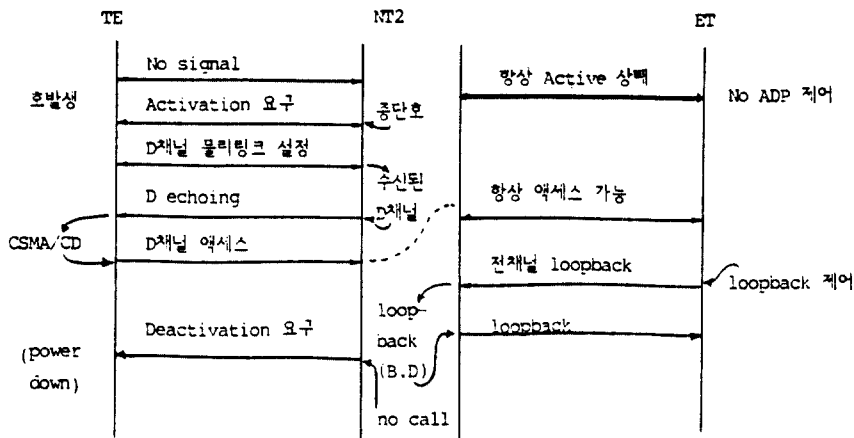 TE
NT2
ET
No signal
항상 Active 상패
호발생
No ADP 제어
Activation 요구
중단호
D채널 물리링크 설정
수신된
D echoing
D채널
항상 액세스 가능
CSMA/CD
D채널 액세스
전채널 loopback
loopback 제어
loop-
Deactivation 요구
loopback
back
(power
(B.D)
down)
no call